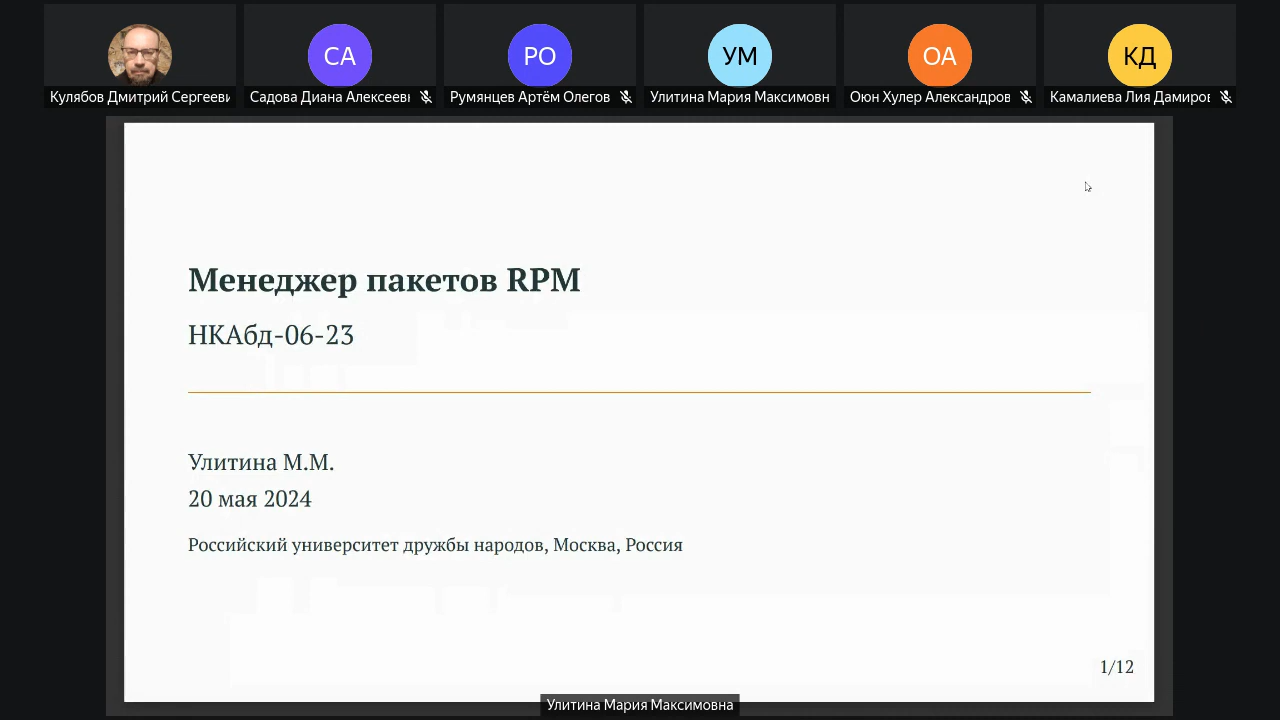 СА
РО
УМ
ОА
КД
Кулябов Дмитрий Сергееви
Садова Диана Алексеевн
Румянцев Артём Олегов
Улитина Мария Максимовн
Оюн Хулер Александров
Камалиева Лия Дамиров
Менеджер пакетов RPM
НКАбд-06-23
Улитина М.М.
20 мая 2024
Российский университет дружбы народов, Москва, Россия
1/12
Улитина Мария Максимовна